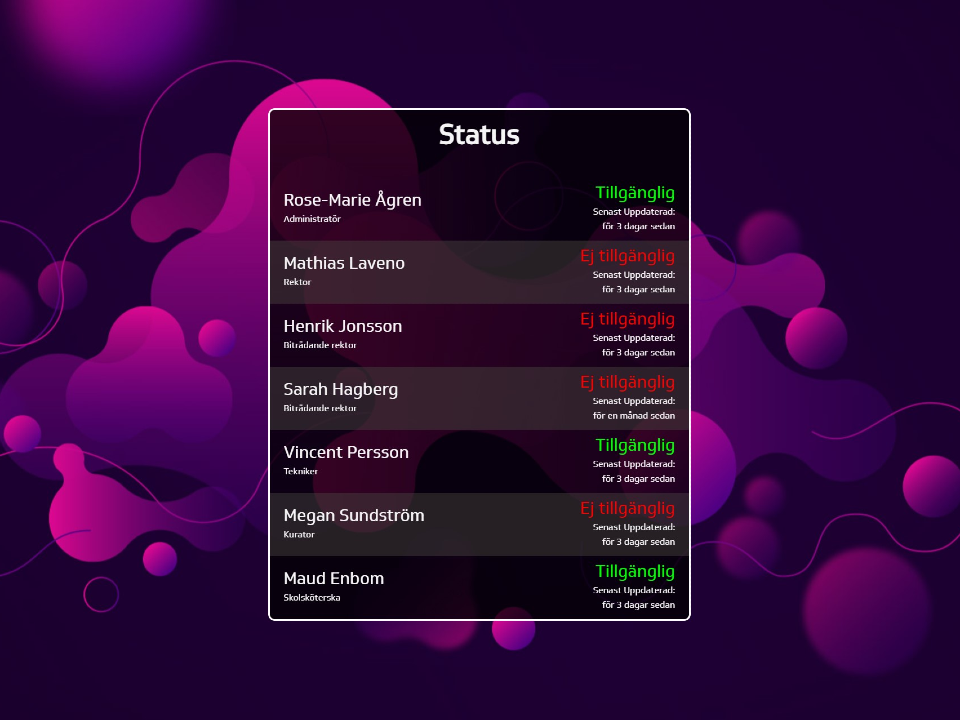 Status
Rose-Marie Ågren
Administratör
Tillgänglig
Senast Uppdaterad:
för 3 dagar sedan
Mathias Laveno
Rektor
Ej tillgänglig
Senast Uppdaterad:
för 3 dagar sedan
Henrik Jonsson
Biträdande rektor
Ej tillgänglig
Senast Uppdaterad:
för 3 dagar sedan
Sarah Hagberg
Biträdande rektor
Ej tillgänglig
Senast Uppdaterad:
för en månad sedan
Vincent Persson
Tekniker
Tillgänglig
Senast Uppdaterad:
för 3 dagar sedan
Megan Sundström
Kurator
Ej tillgänglig
Senast Uppdaterad:
för 3 dagar sedan
Maud Enbom
Skolsköterska
Tillgänglig
Senast Uppdaterad:
för 3 dagar sedan